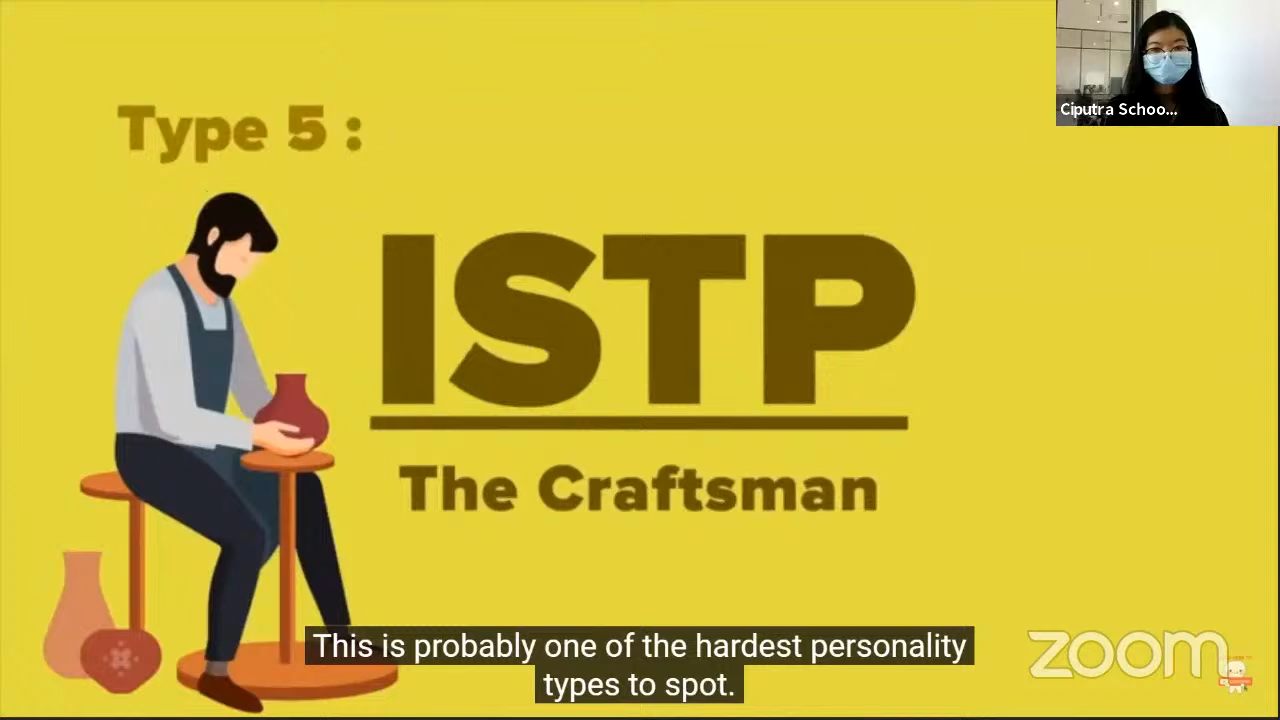 Type 5 :
Ciputra Schoo...
ISTP
The Craftsman
This is probably one of the hardest personality
types to spot.
zoom